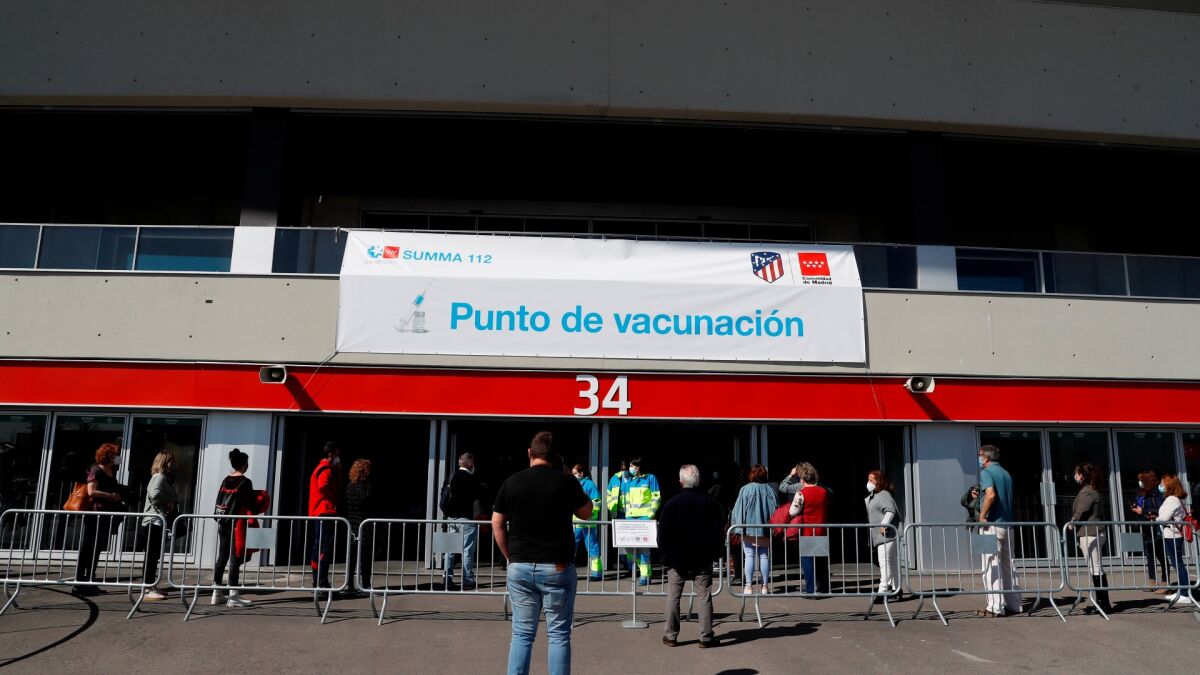 SUMMA 112
Comunidad
de Madrid
Punto de vacunación
34